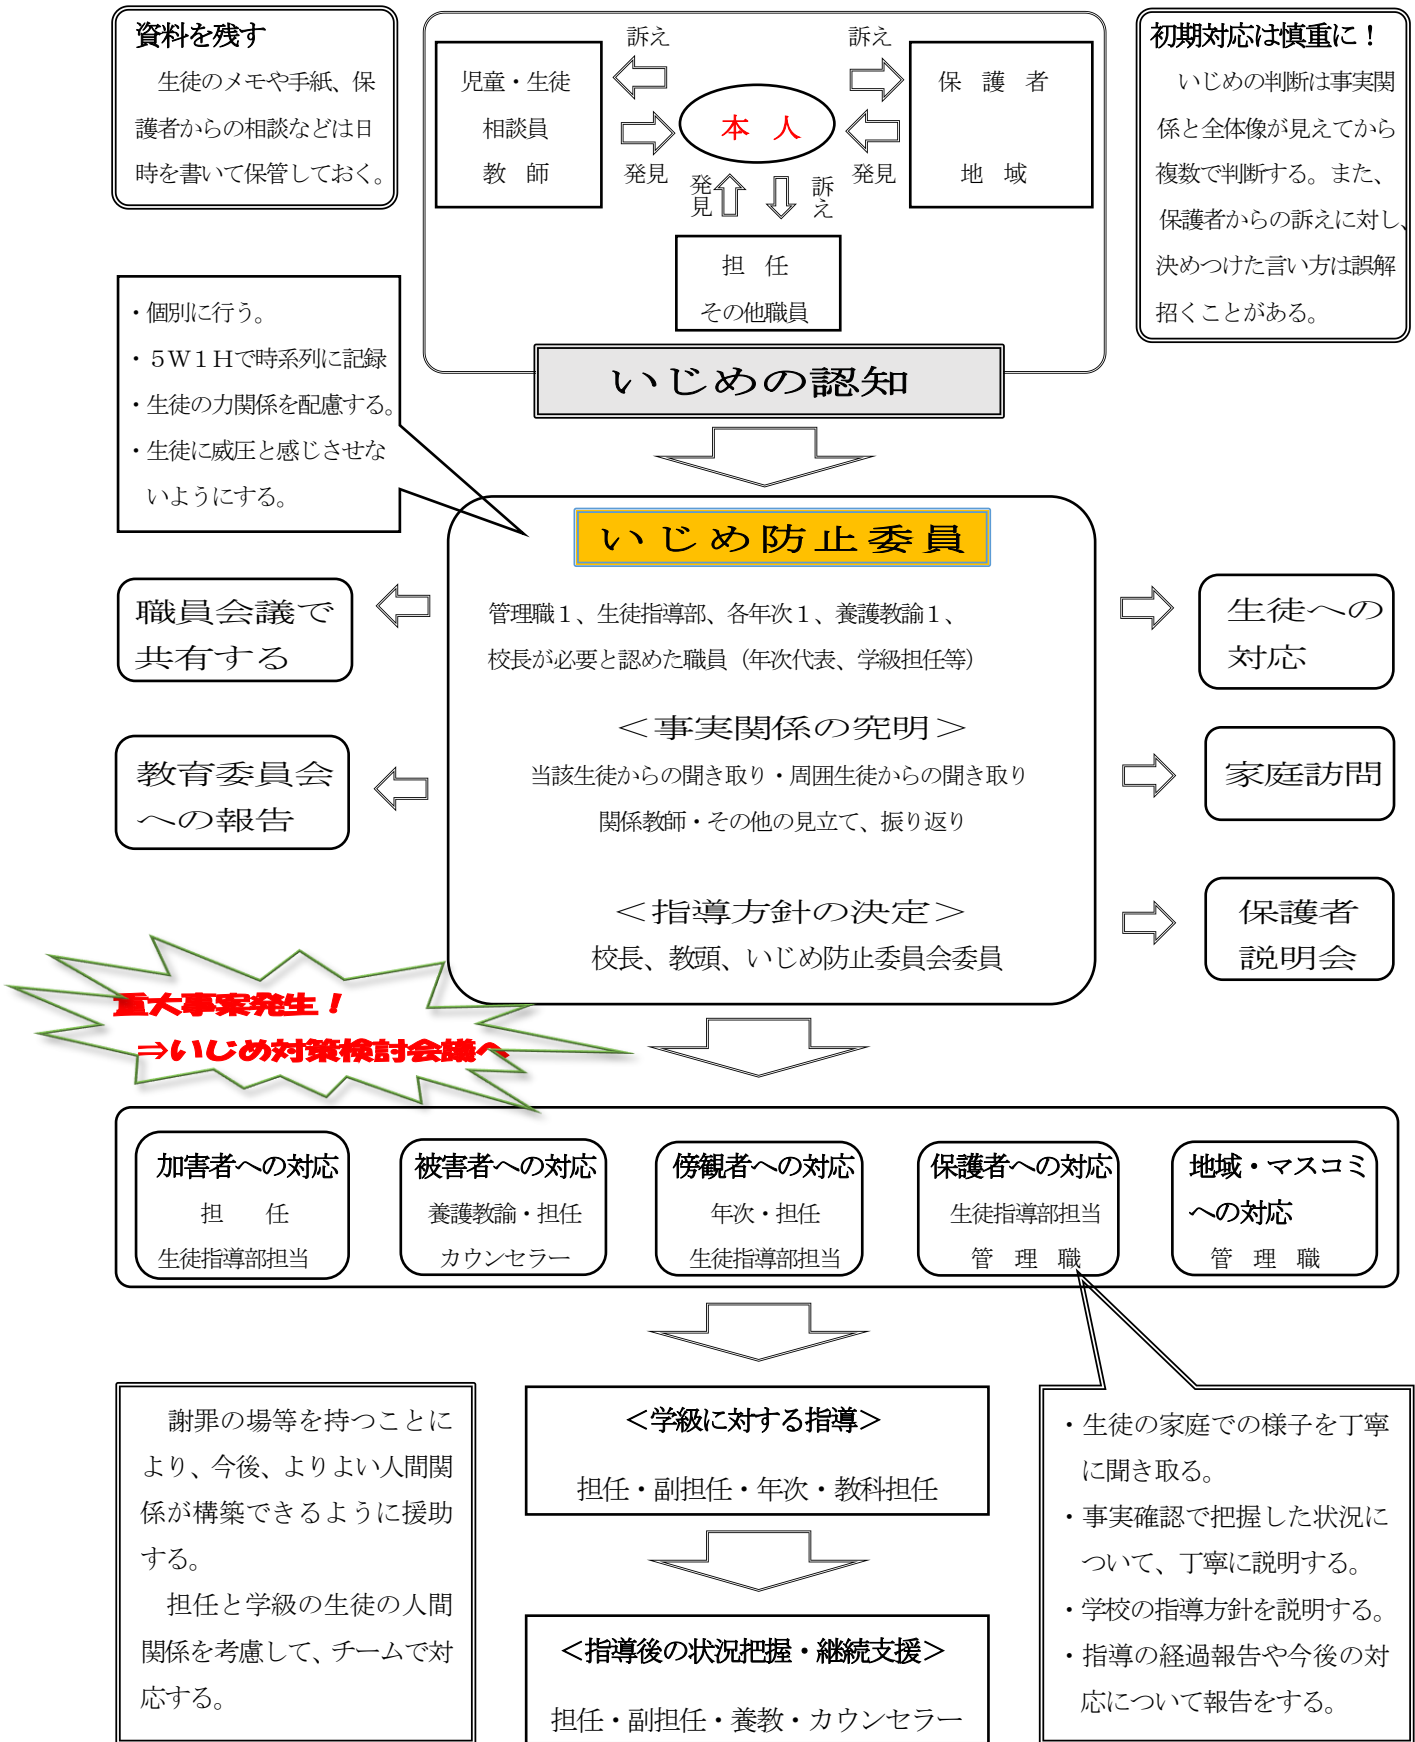 資料を残す
生徒のメモや手紙、保
護者からの相談などは日
時を書いて保管しておく。
訴え
訴え
児童・生徒
相談員
教　師
発見
本　人
発見
保　護　者
地　域
発見
訴え
担　任
その他職員
初期対応は慎重に！
いじめの判断は事実関
係と全体像が見えてから
複数で判断する。また、
保護者からの訴えに対し、
決めつけた言い方は誤解
招くことがある。
いじめの認知
・個別に行う。
・５Ｗ１Ｈで時系列に記録
・生徒の力関係を配慮する。
・生徒に威圧と感じさせな
いようにする。
いじめ防止委員
管理職１、生徒指導部、各年次１、養護教諭１、
校長が必要と認めた職員（年次代表、学級担任等）
＜事実関係の究明＞
当該生徒からの聞き取り・周囲生徒からの聞き取り
関係教師・その他の見立て、振り返り
＜指導方針の決定＞
校長、教頭、いじめ防止委員会委員
職員会議で
共有する
教育委員会
への報告
生徒への
対応
家庭訪問
保護者
説明会
重大事案発生！
⇒いじめ対策検討会議へ
加害者への対応
担　　任
生徒指導部担当
被害者への対応
養護教諭・担任
カウンセラー
傍観者への対応
年次・担任
生徒指導部担当
保護者への対応
生徒指導部担当
管　理　職
地域・マスコミ
への対応
管　理　職
謝罪の場等を持つことに
より、今後、よりよい人間関
係が構築できるように援助
する。
担任と学級の生徒の人間
関係を考慮して、チームで対
応する。
＜学級に対する指導＞
担任・副担任・年次・教科担任
＜指導後の状況把握・継続支援＞
担任・副担任・養教・カウンセラー
・生徒の家庭での様子を丁寧
に聞き取る。
・事実確認で把握した状況に
ついて、丁寧に説明する。
・学校の指導方針を説明する。
・指導の経過報告や今後の対
応について報告をする。